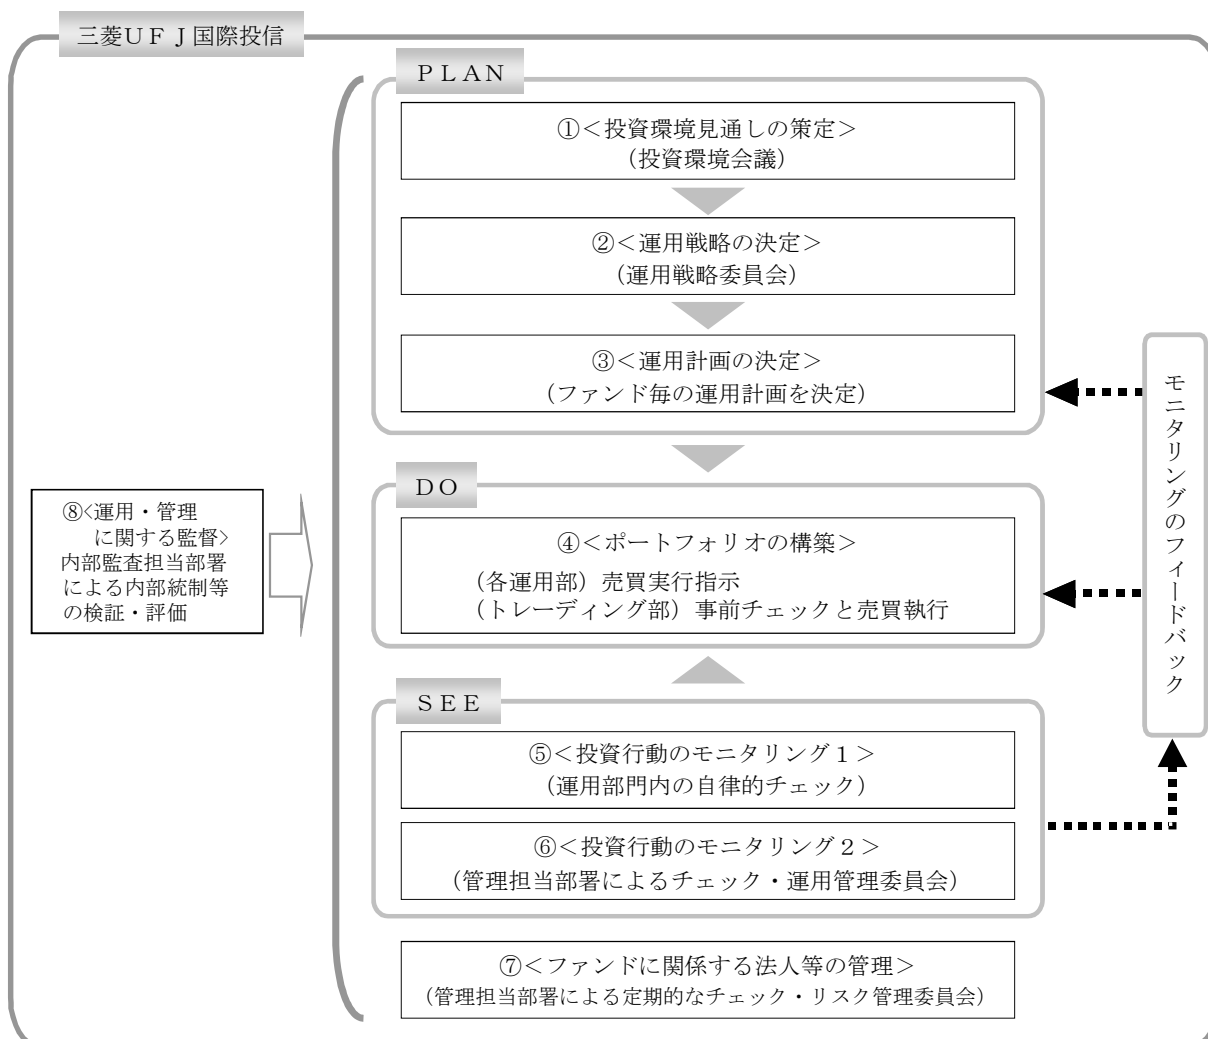 三菱ＵＦＪ国際投信
ＰＬＡＮ
①＜投資環境見通しの策定＞
（投資環境会議）
②＜運用戦略の決定＞
（運用戦略委員会）
③＜運用計画の決定＞
（ファンド毎の運用計画を決定）
ＤＯ
④＜ポートフォリオの構築＞
（各運用部）売買実行指示
（トレーディング部）事前チェックと売買執行
ＳＥＥ
⑤＜投資行動のモニタリング１＞
（運用部門内の自律的チェック）
⑥＜投資行動のモニタリング２＞
（管理担当部署によるチェック・運用管理委員会）
⑦＜ファンドに関係する法人等の管理＞
（管理担当部署による定期的なチェック・リスク管理委員会）
⑧<運用・管理
に関する監督>
内部監査担当部署
による内部統制等
の検証・評価
モニタリングのフィードバック